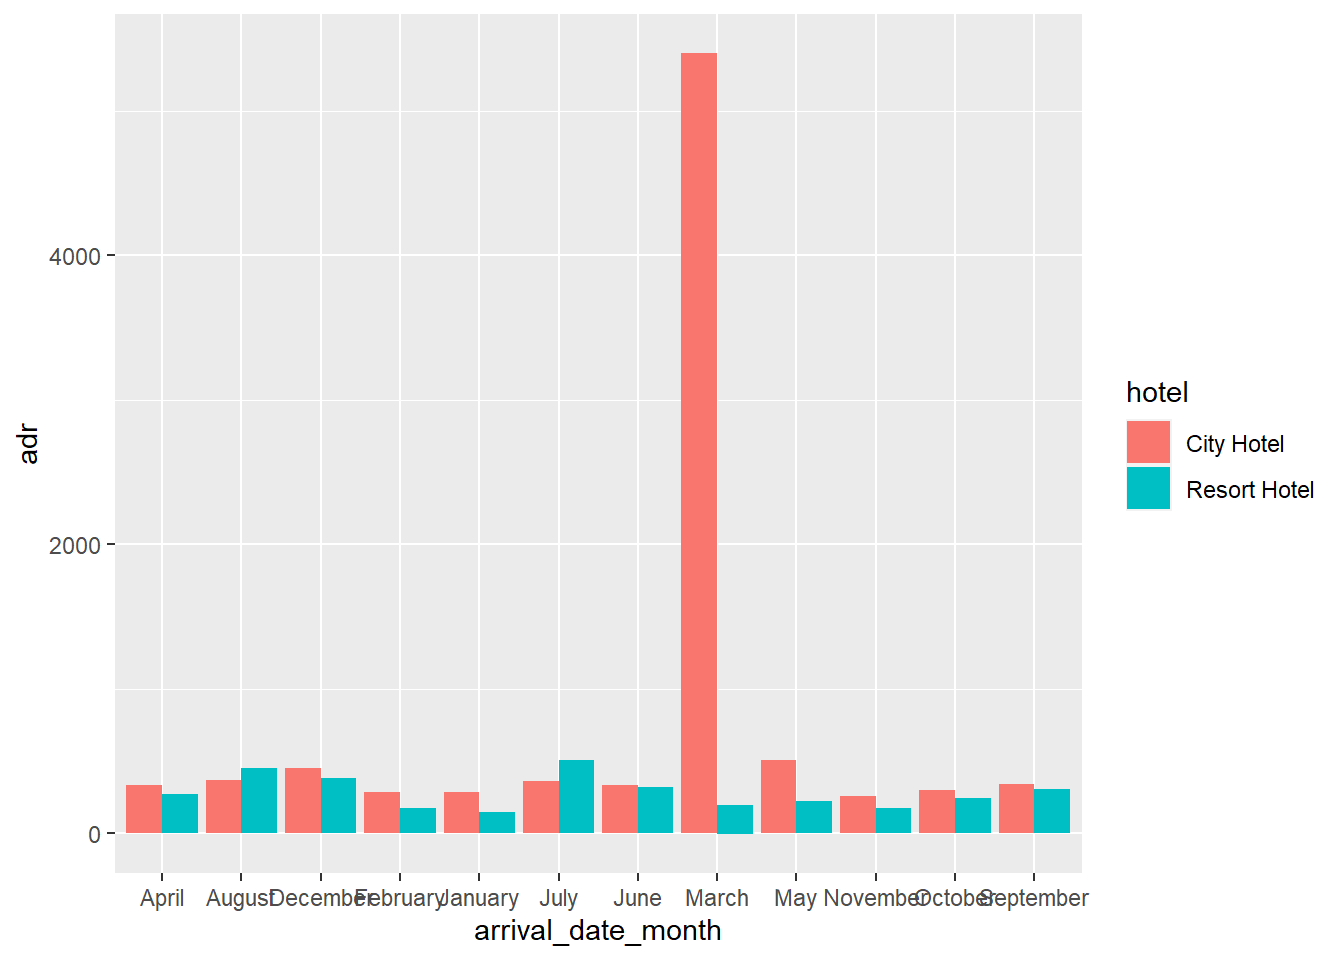 adr
4000
2000
0
April August December February January July June March May November October September
arrival_date_month
hotel
City Hotel
Resort Hotel